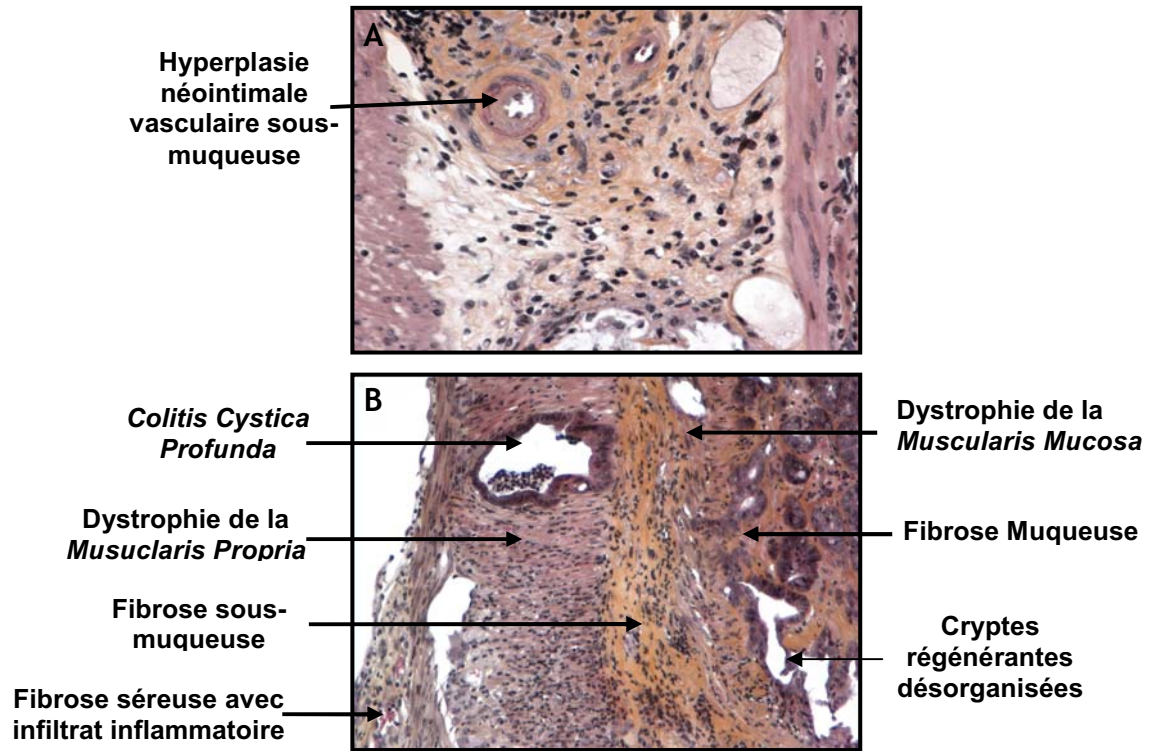 A
Hyperplasie
néointimale
vasculaire sous-
muqueuse
B
Colitis Cystica
Profunda
Dystrophie de la
Musuclaris Propria
Fibrose sous-
muqueuse
Fibrose séreuse avec
infiltrat inflammatoire
Dystrophie de la
Muscularis Mucosa
Fibrose Muqueuse
Cryptes
régénérantes
désorganisées